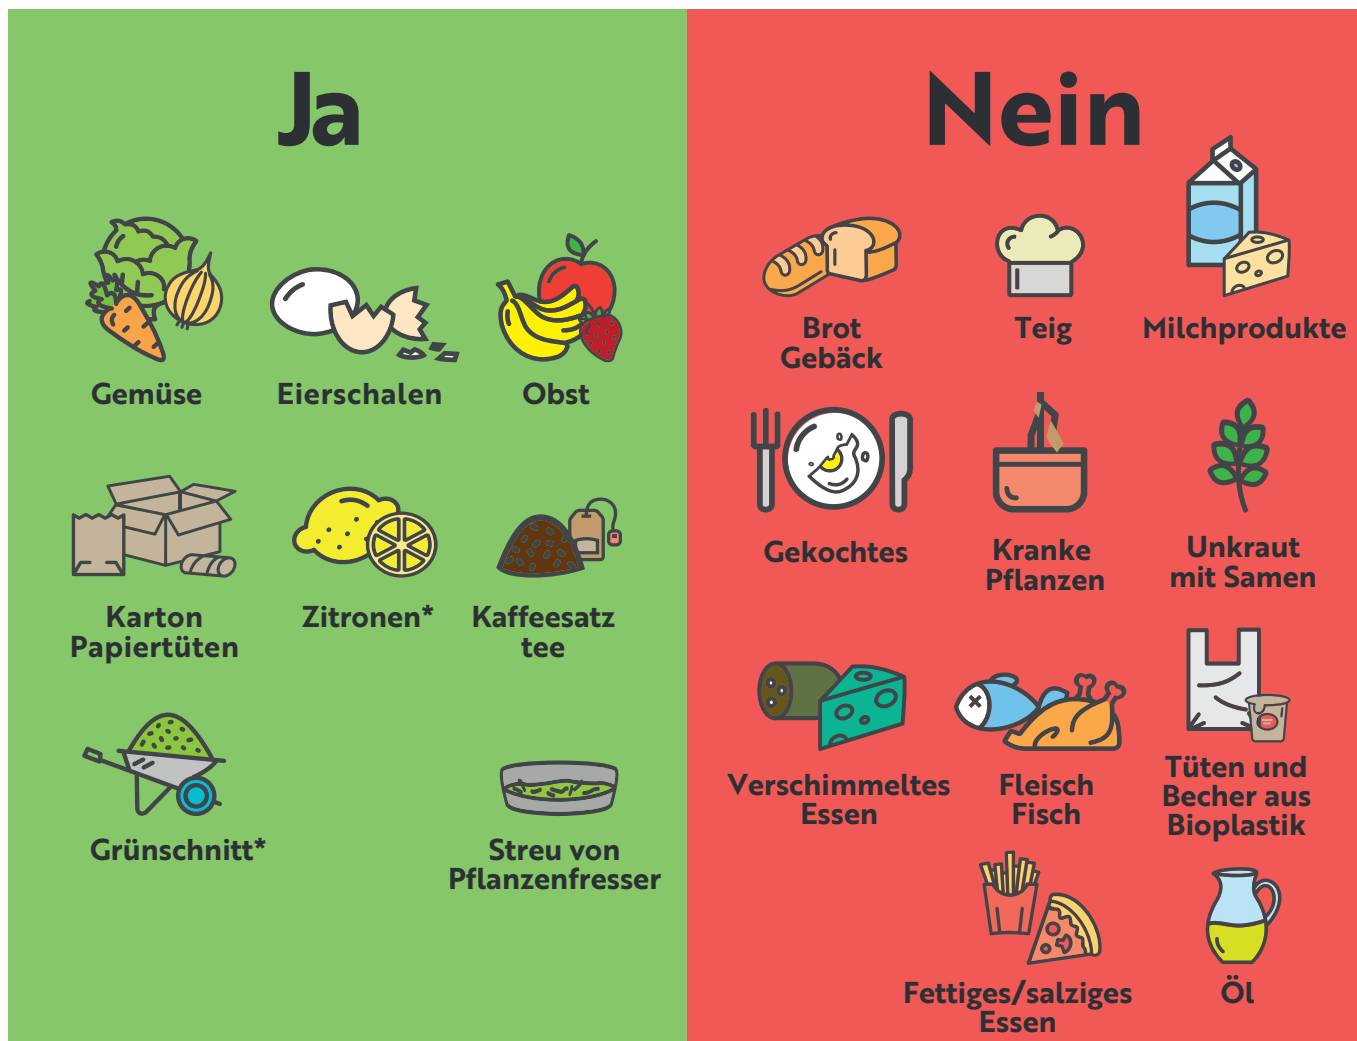 Ja
Gemüse
Eierschalen
Obst
Karton
Papiertüten
Zitronen*
Kaffeesatz
tee
Grünschnitt*
Streu von
Pflanzenfresser
Nein
Brot
Gebäck
Teig
Milchprodukte
Gekochtes
Kranke
Pflanzen
Unkraut
mit Samen
Verschimmeltes
Essen
Fleisch
Fisch
Tüten und
Becher aus
Bioplastik
Fettiges/salziges
Essen
Öl